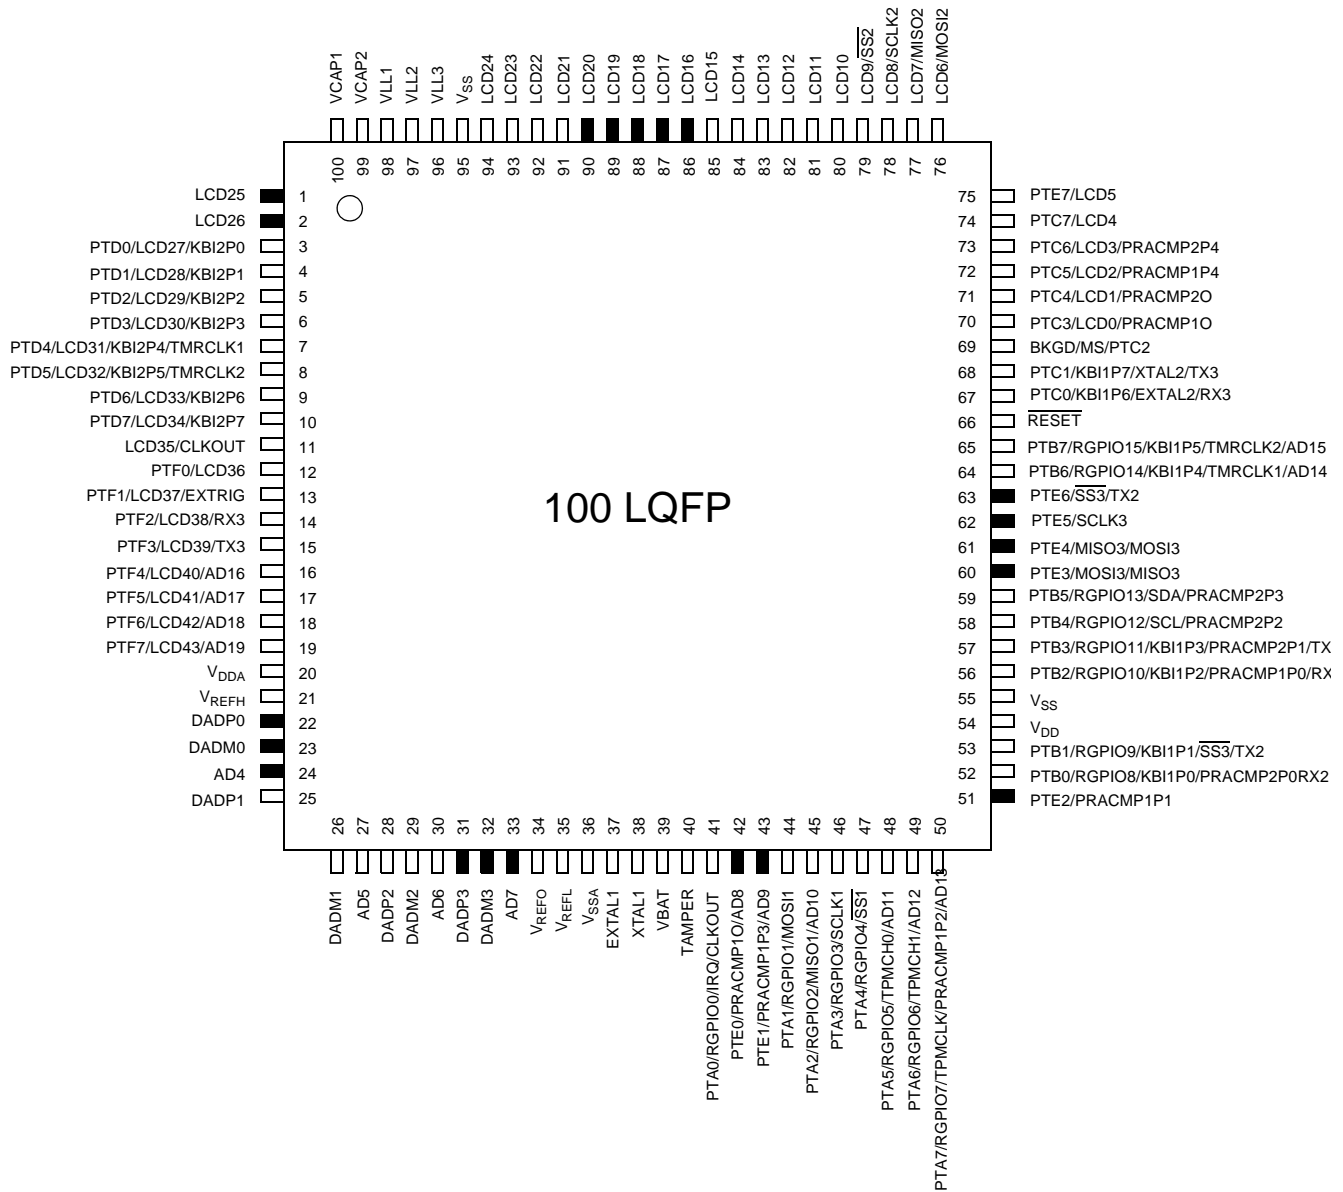 VCAP1
VCAP2
VLL1
VLL2
VLL3
VSS
LCD24
LCD23
LCD22
LCD21
LCD20
LCD19
LCD18
LCD17
LCD16
LCD15
LCD14
LCD13
LCD12
LCD11
LCD10
LCD9/SS2
LCD8/SCLK2
LCD7/MISO2
LCD6/MOSI2
100
99
98
97
96
95
94
93
92
91
90
89
88
87
86
85
84
83
82
81
80
79
78
77
76
LCD25 1
LCD26 2
PTD0/LCD27/KBI2P0 3
PTD1/LCD28/KBI2P1 4
PTD2/LCD29/KBI2P2 5
PTD3/LCD30/KBI2P3 6
PTD4/LCD31/KBI2P4/TMRCLK1 7
PTD5/LCD32/KBI2P5/TMRCLK2 8
PTD6/LCD33/KBI2P6 9
PTD7/LCD34/KBI2P7 10
LCD35/CLKOUT 11
PTF0/LCD36 12
PTF1/LCD37/EXTRIG 13
PTF2/LCD38/RX3 14
PTF3/LCD39/TX3 15
PTF4/LCD40/AD16 16
PTF5/LCD41/AD17 17
PTF6/LCD42/AD18 18
PTF7/LCD43/AD19 19
VDDA 20
VREFH 21
DADP0 22
DADM0 23
AD4 24
DADP1 25
100 LQFP
75 PTE7/LCD5
74 PTC7/LCD4
73 PTC6/LCD3/PRACMP2P4
72 PTC5/LCD2/PRACMP1P4
71 PTC4/LCD1/PRACMP2O
70 PTC3/LCD0/PRACMP1O
69 BKGD/MS/PTC2
68 PTC1/KBI1P7/XTAL2/TX3
67 PTC0/KBI1P6/EXTAL2/RX3
66 RESET
65 PTB7/RGPIO15/KBI1P5/TMRCLK2/AD15
64 PTB6/RGPIO14/KBI1P4/TMRCLK1/AD14
63 PTE6/SS3/TX2
62 PTE5/SCLK3
61 PTE4/MISO3/MOSI3
60 PTE3/MOSI3/MISO3
59 PTB5/RGPIO13/SDA/PRACMP2P3
58 PTB4/RGPIO12/SCL/PRACMP2P2
57 PTB3/RGPIO11/KBI1P3/PRACMP2P1/TX
56 PTB2/RGPIO10/KBI1P2/PRACMP1P0/RX
55 VSS
54 VDD
53 PTB1/RGPIO9/KBI1P1/SS3/TX2
52 PTB0/RGPIO8/KBI1P0/PRACMP2P0RX2
51 PTE2/PRACMP1P1
26
27
28
29
30
31
32
33
34
35
36
37
38
39
40
41
42
43
44
45
46
47
48
49
50
DADM1
AD5
DADP2
DADM2
AD6
DADP3
DADM3
AD7
VREFO
VREFL
VSSA
EXTAL1
XTAL1
VBAT
TAMPER
PTA0/RGPIO0/IRQ/CLKOUT
PTE0/PRACMP1O/AD8
PTE1/PRACMP1P3/AD9
PTA1/RGPIO1/MOSI1
PTA2/RGPIO2/MISO1/AD10
PTA3/RGPIO3/SCLK1
PTA4/RGPIO4/SS1
PTA5/RGPIO5/TPMCH0/AD11
PTA6/RGPIO6/TPMCH1/AD12
PTA7/RGPIO7/TPMCLK/PRACMP1P2/AD13